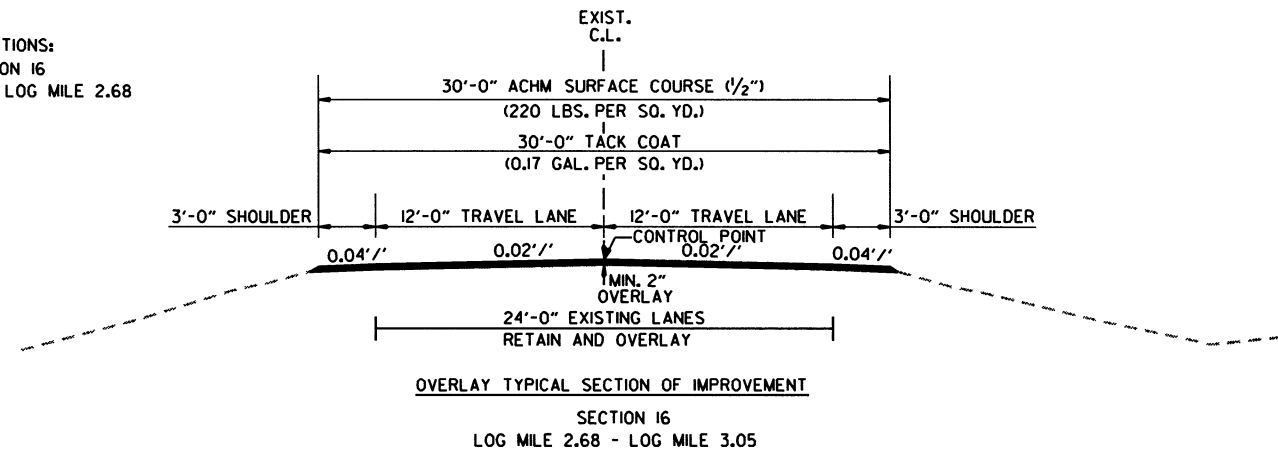 TIONS:
ON 16
LOG MILE 2.68
EXIST.
C.L.
30'-0" ACHM SURFACE COURSE (1/2")
(220 LBS. PER SQ. YD.)
30'-0" TACK COAT
(0.17 GAL. PER SQ. YD.)
3'-0" SHOULDER 12'-0" TRAVEL LANE 12'-0" TRAVEL LANE 3'-0" SHOULDER
CONTROL POINT
0.04'/' 0.02'/' 0.02'/' 0.04'/'
MIN. 2"
OVERLAY
24'-0" EXISTING LANES
RETAIN AND OVERLAY
OVERLAY TYPICAL SECTION OF IMPROVEMENT
SECTION 16
LOG MILE 2.68 - LOG MILE 3.05